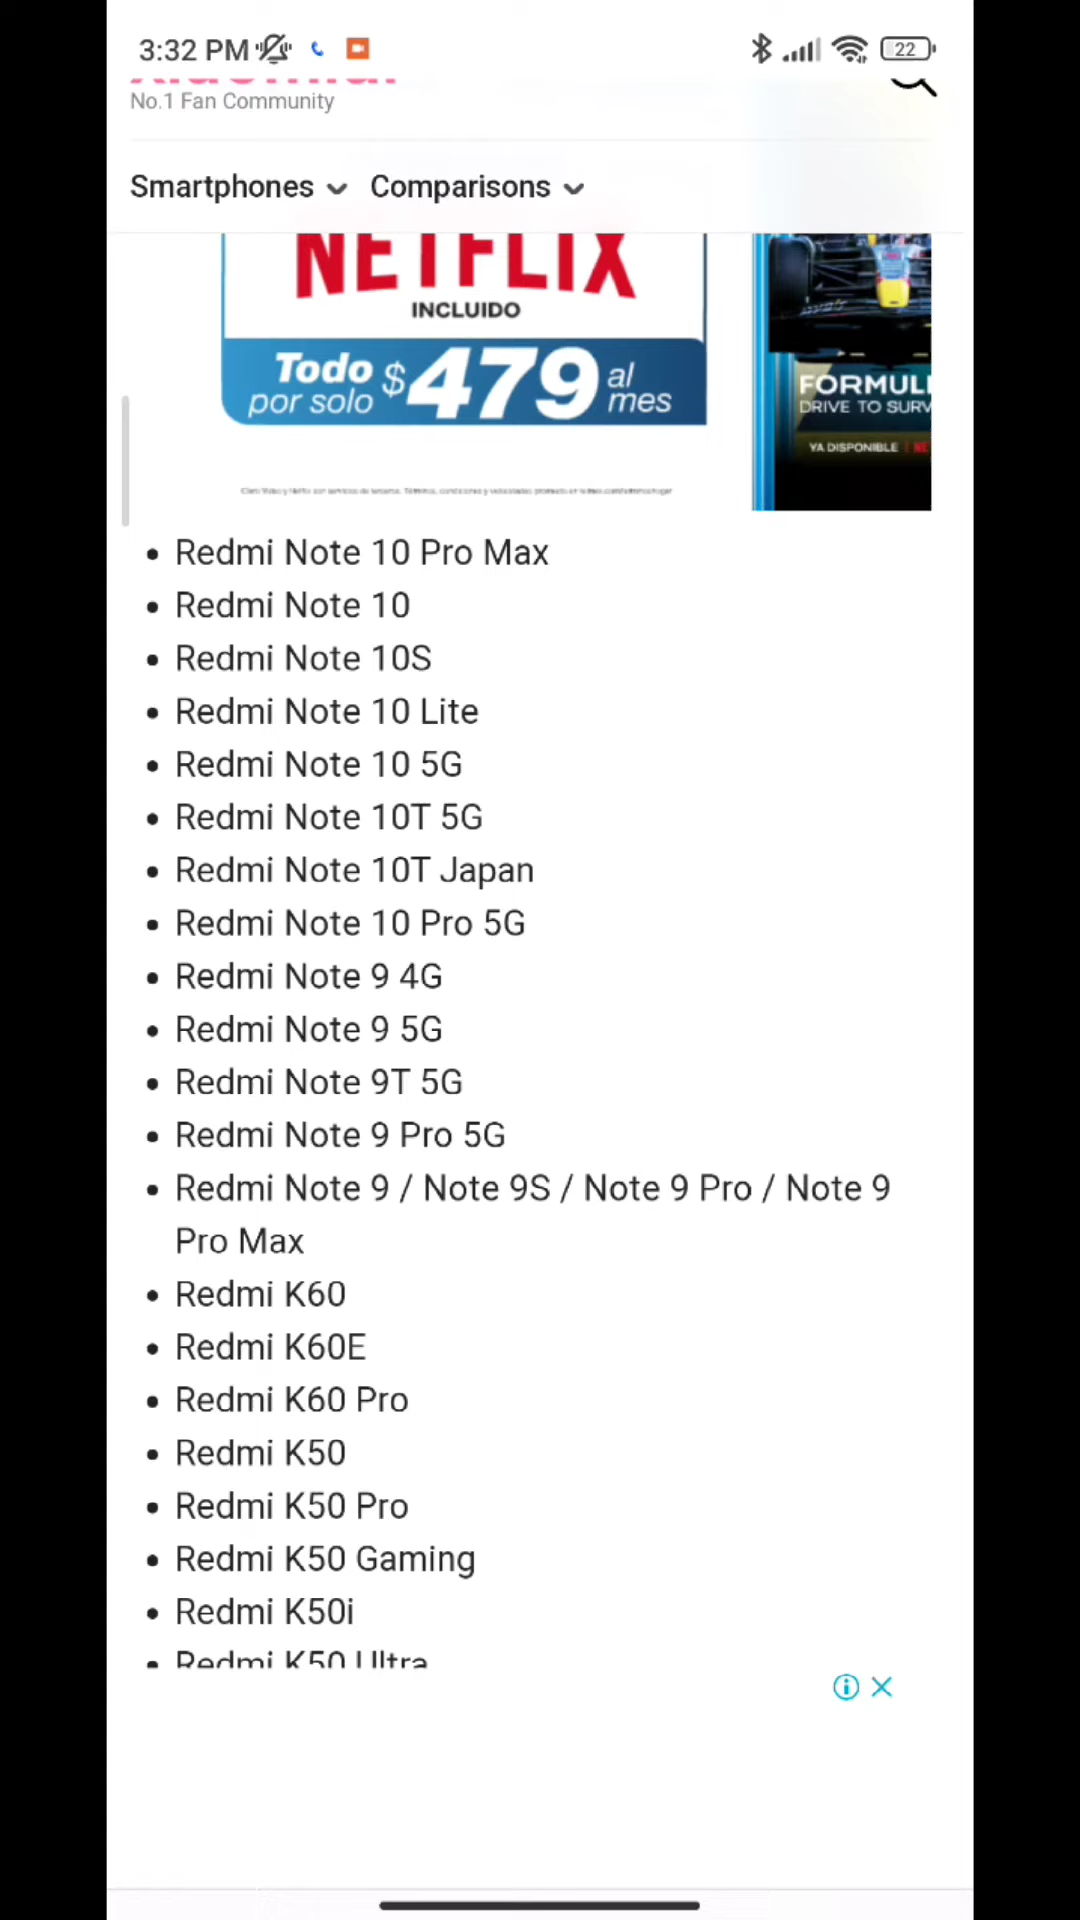 3:32 PM
22
No.1 Fan Community
Smartphones
Comparisons
NETFLIX
INCLUIDO
Todo
por solo
$479
al
mes
FORMUL
DRIVE TO SURV
YA DISPONIBLE
• Redmi Note 10 Pro Max
• Redmi Note 10
• Redmi Note 10S
• Redmi Note 10 Lite
• Redmi Note 10 5G
• Redmi Note 10T 5G
• Redmi Note 10T Japan
• Redmi Note 10 Pro 5G
• Redmi Note 9 4G
• Redmi Note 9 5G
• Redmi Note 9T 5G
• Redmi Note 9 Pro 5G
• Redmi Note 9 / Note 9S / Note 9 Pro / Note 9
Pro Max
• Redmi K60
• Redmi K60E
• Redmi K60 Pro
• Redmi K50
• Redmi K50 Pro
• Redmi K50 Gaming
• Redmi K50i
• Redmi K50 Ultra